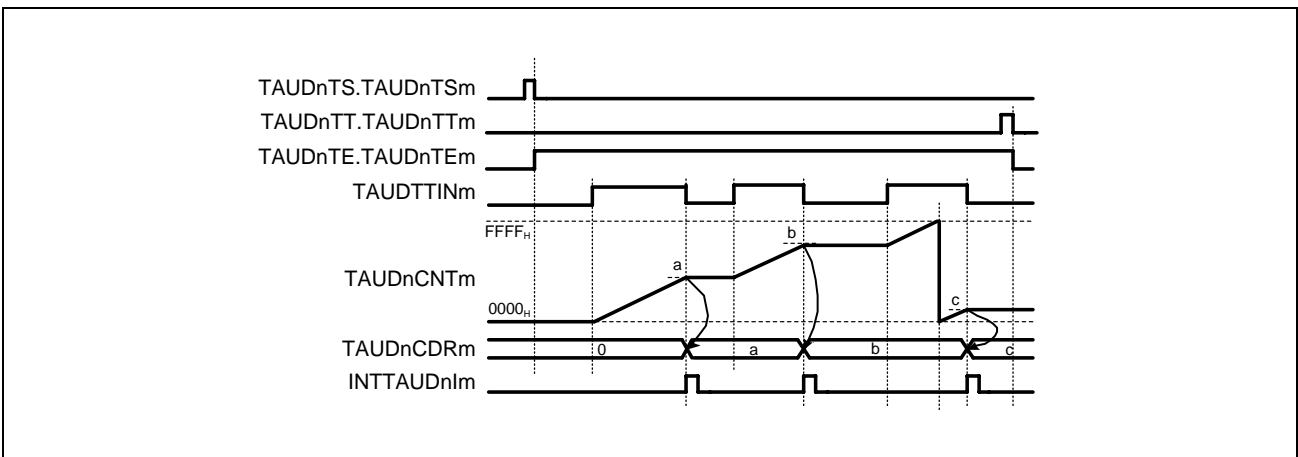 TAUDnTS.TAUDnTSm
TAUDnTT.TAUDnTTm
TAUDnTE.TAUDnTEm
TAUDTTINm
FFFFH
b
a
TAUDnCNTm
c
0000H
TAUDnCDRm
0 a b c
INTTAUDnIm